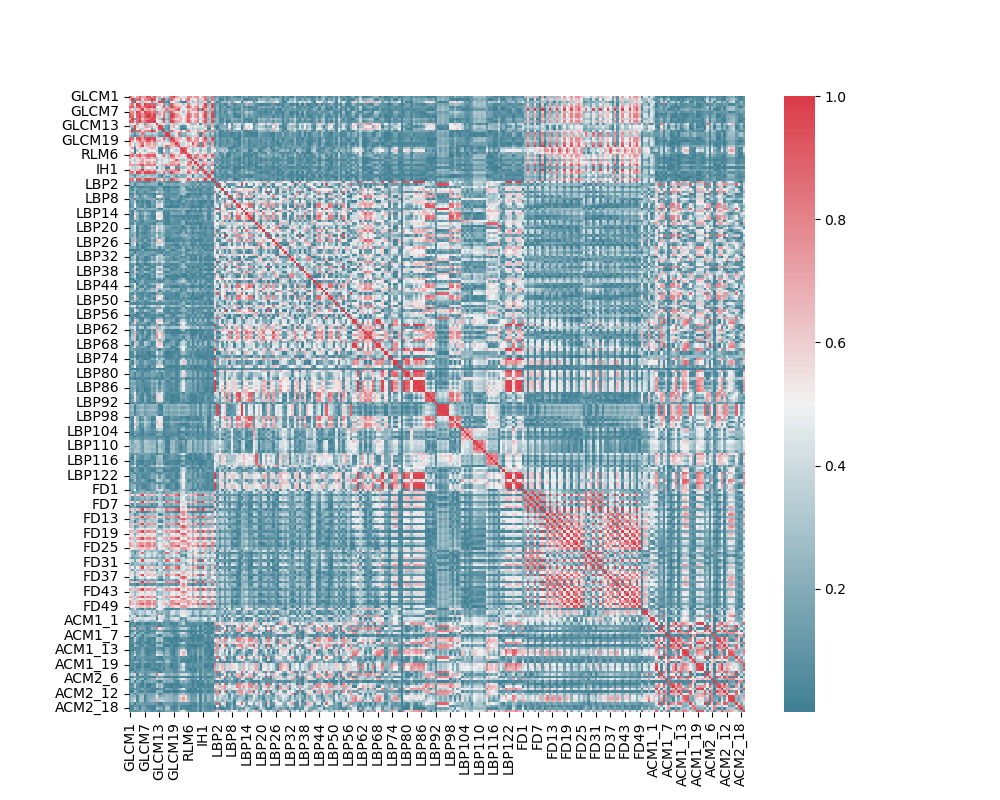 GLCM1
GLCM7
GLCM13
GLCM19
RLM6
IH1
LBP2
LBP8
LBP14
LBP20
LBP26
LBP32
LBP38
LBP44
LBP50
LBP56
LBP62
LBP68
LBP74
LBP80
LBP86
LBP92
LBP98
LBP104
LBP110
LBP116
LBP122
FD1
FD7
FD13
FD19
FD25
FD31
FD37
FD43
FD49
ACM1_1
ACM1_7
ACM1_13
ACM1_19
ACM2_6
ACM2_12
ACM2_18
GLCM1
GLCM7
GLCM13
GLCM19
RLM6
IH1
LBP2
LBP8
LBP14
LBP20
LBP26
LBP32
LBP38
LBP44
LBP50
LBP56
LBP62
LBP68
LBP74
LBP80
LBP86
LBP92
LBP98
LBP104
LBP110
LBP116
LBP122
FD1
FD7
FD13
FD19
FD25
FD31
FD37
FD43
FD49
ACM1_1
ACM1_7
ACM1_13
ACM1_19
ACM2_6
ACM2_12
ACM2_18
1.0
0.8
0.6
0.4
0.2